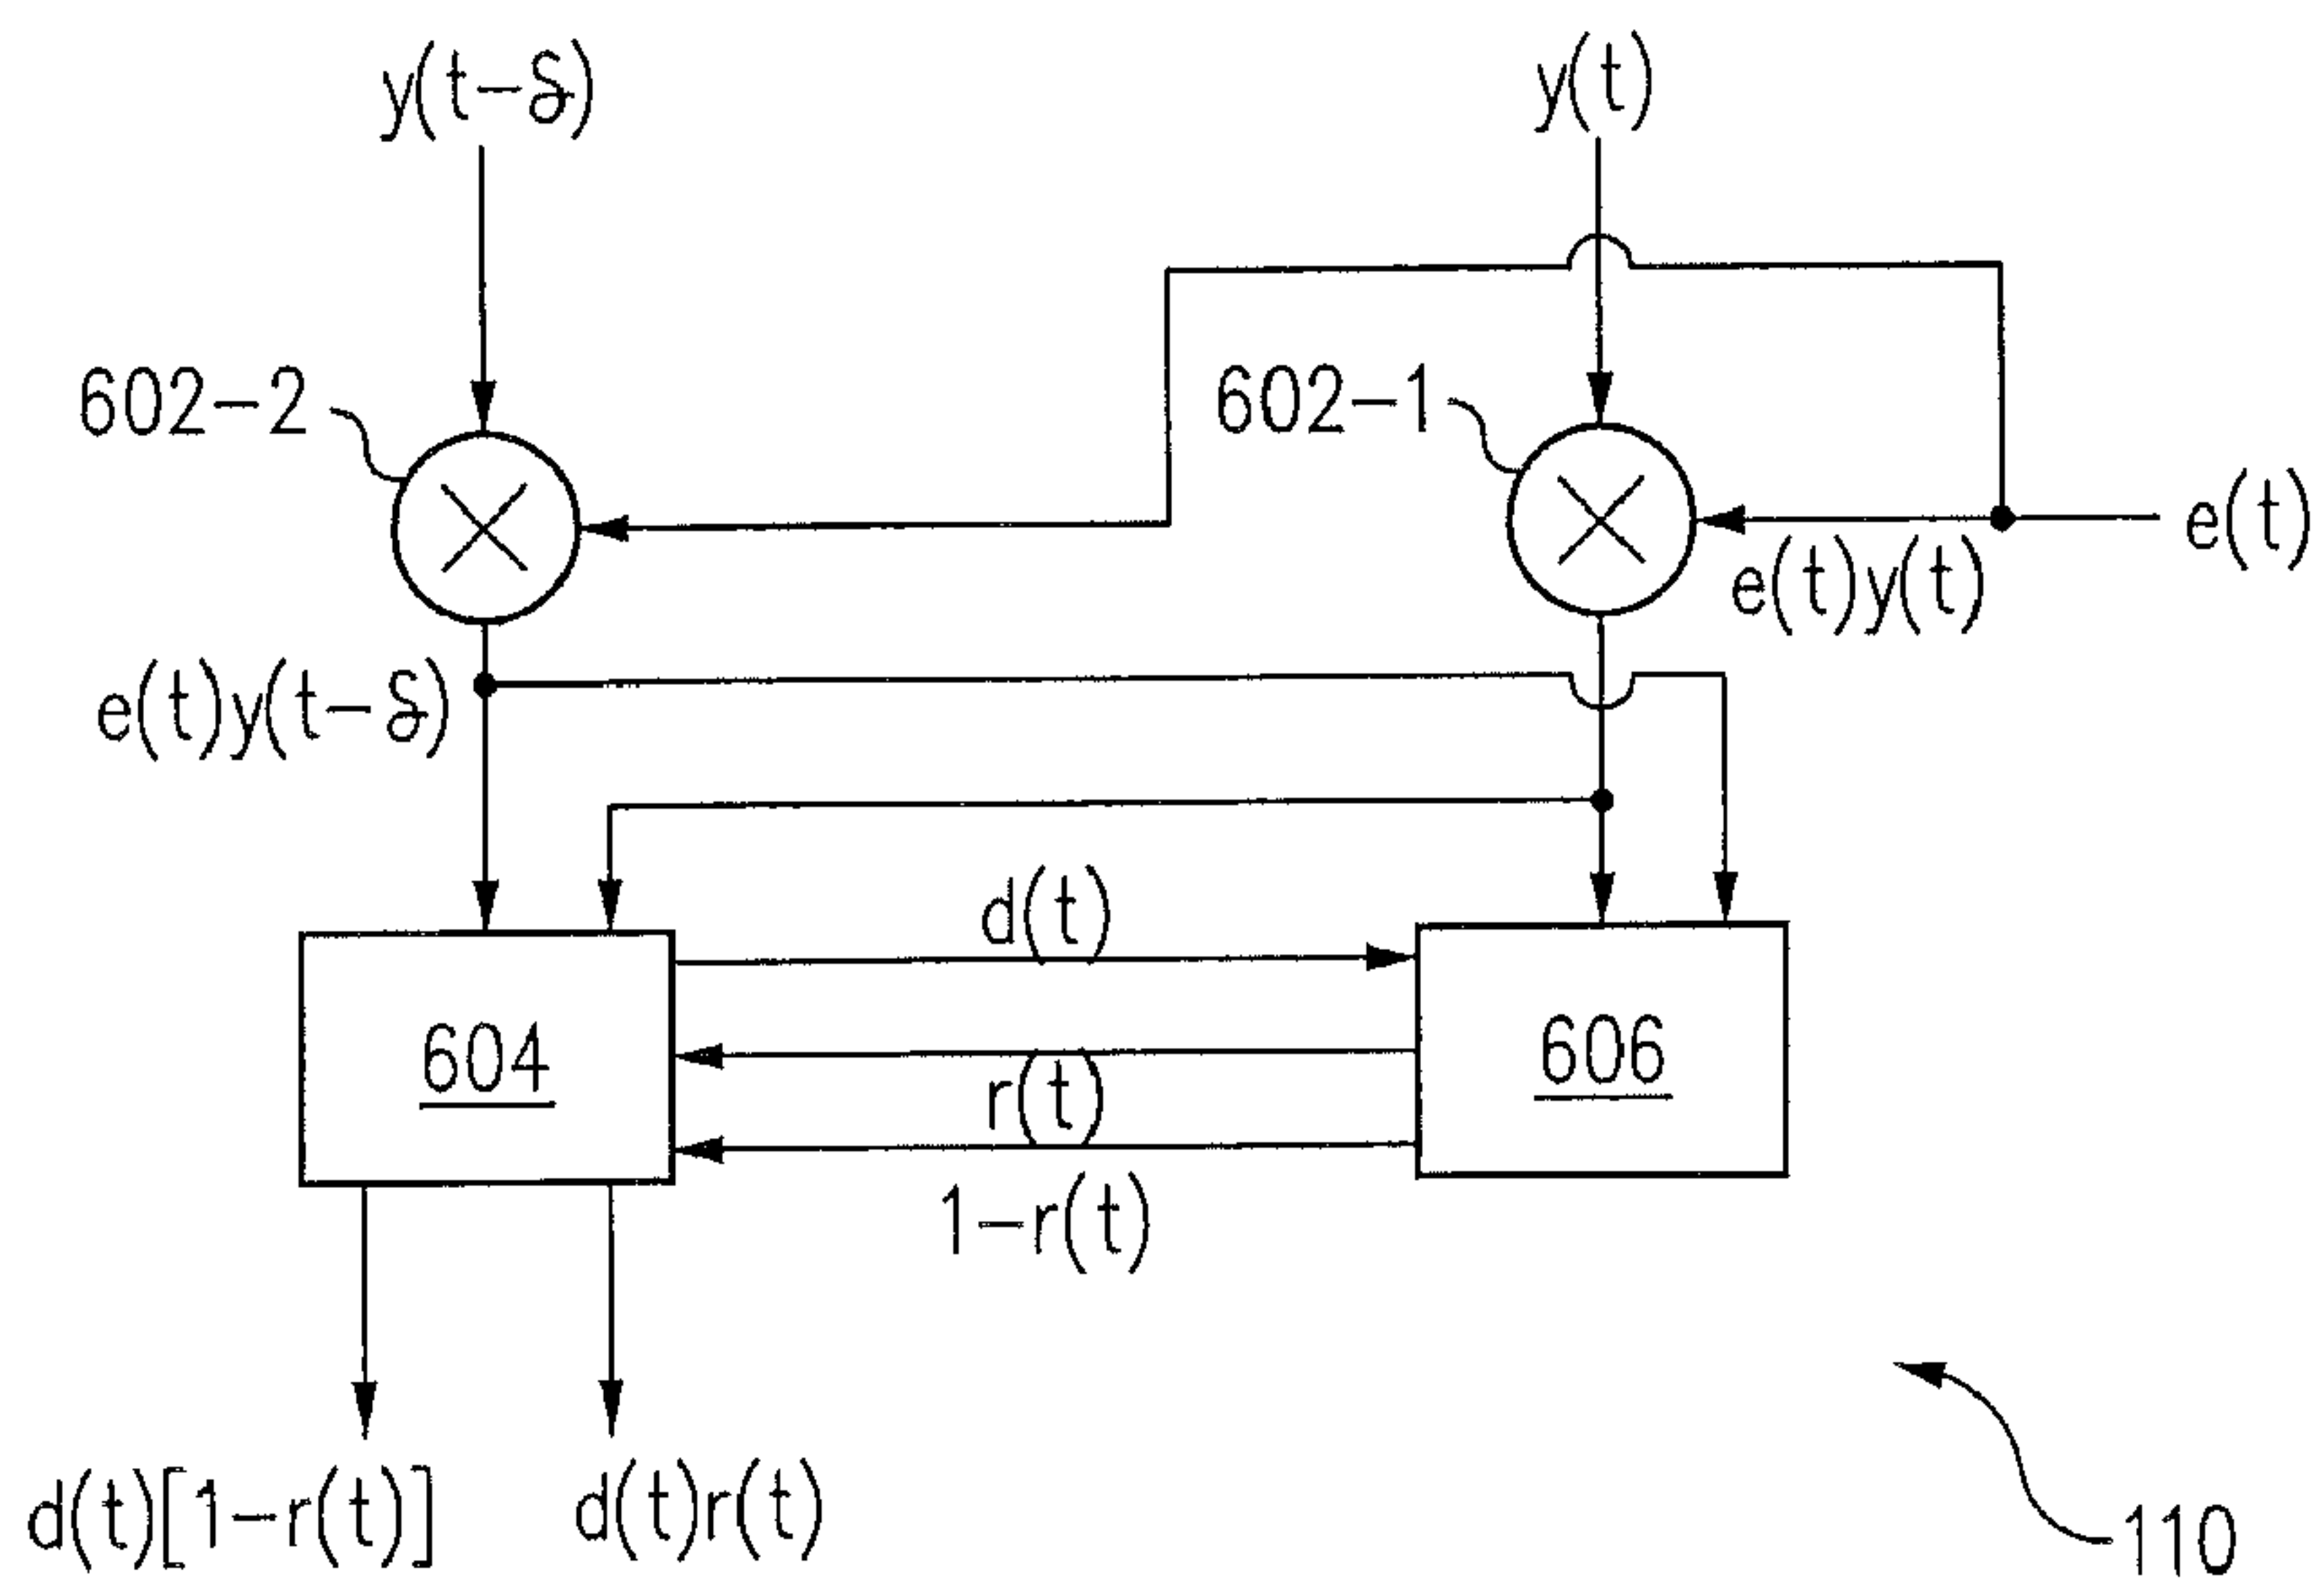 y(t−δ)
y(t)
602−2
602−1
e(t)
e(t)y(t)
e(t)y(t−δ)
d(t)
604
606
r(t)
1−r(t)
d(t)[1−r(t)]
d(t)r(t)
110